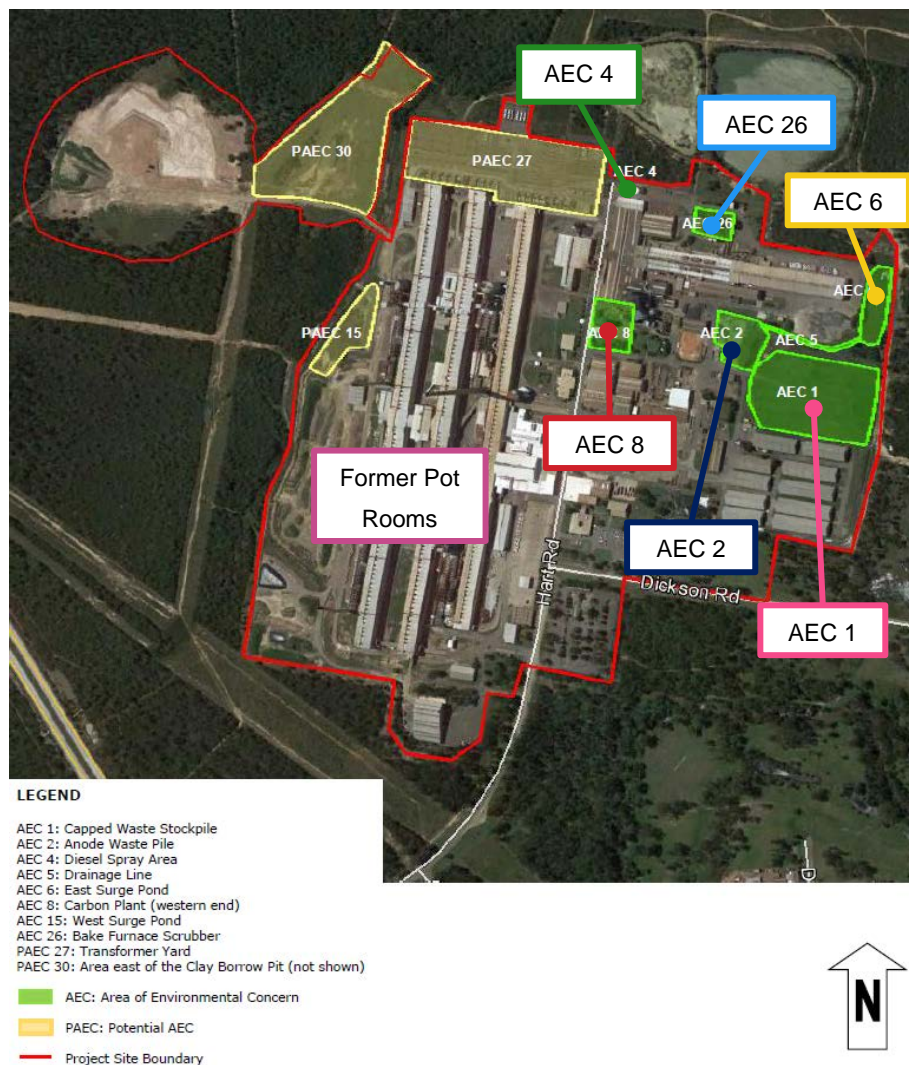 AEC 4
AEC 26
AEC 6
PAEC 30
PAEC 27
AEC 4
AEC 26
AEC
PAEC 15
AEC 8
AEC 2
AEC 5
AEC 1
AEC 8
Former Pot
Rooms
AEC 2
Hart Rd
Dickson Rd
AEC 1
D
LEGEND
AEC 1: Capped Waste Stockpile
AEC 2: Anode Waste Pile
AEC 4: Diesel Spray Area
AEC 5: Drainage Line
AEC 6: East Surge Pond
AEC 8: Carbon Plant (western end)
AEC 15: West Surge Pond
AEC 26: Bake Furnace Scrubber
PAEC 27: Transformer Yard
PAEC 30: Area east of the Clay Borrow Pit (not shown)
AEC: Area of Environmental Concern
PAEC: Potential AEC
Project Site Boundary
N